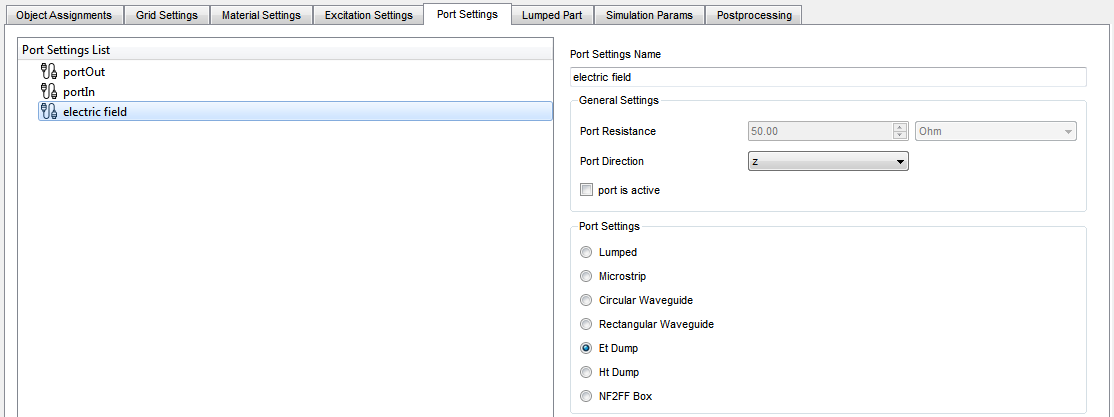 Object Assignments Grid Settings Material Settings Excitation Settings Port Settings Lumped Part Simulation Params Postprocessing
Port Settings List
portOut
portIn
electric field
Port Settings Name
electric field
General Settings
Port Resistance 50.00 Ohm
Port Direction z
port is active
Port Settings
Lumped
Microstrip
Circular Waveguide
Rectangular Waveguide
Et Dump
Ht Dump
NF2FF Box